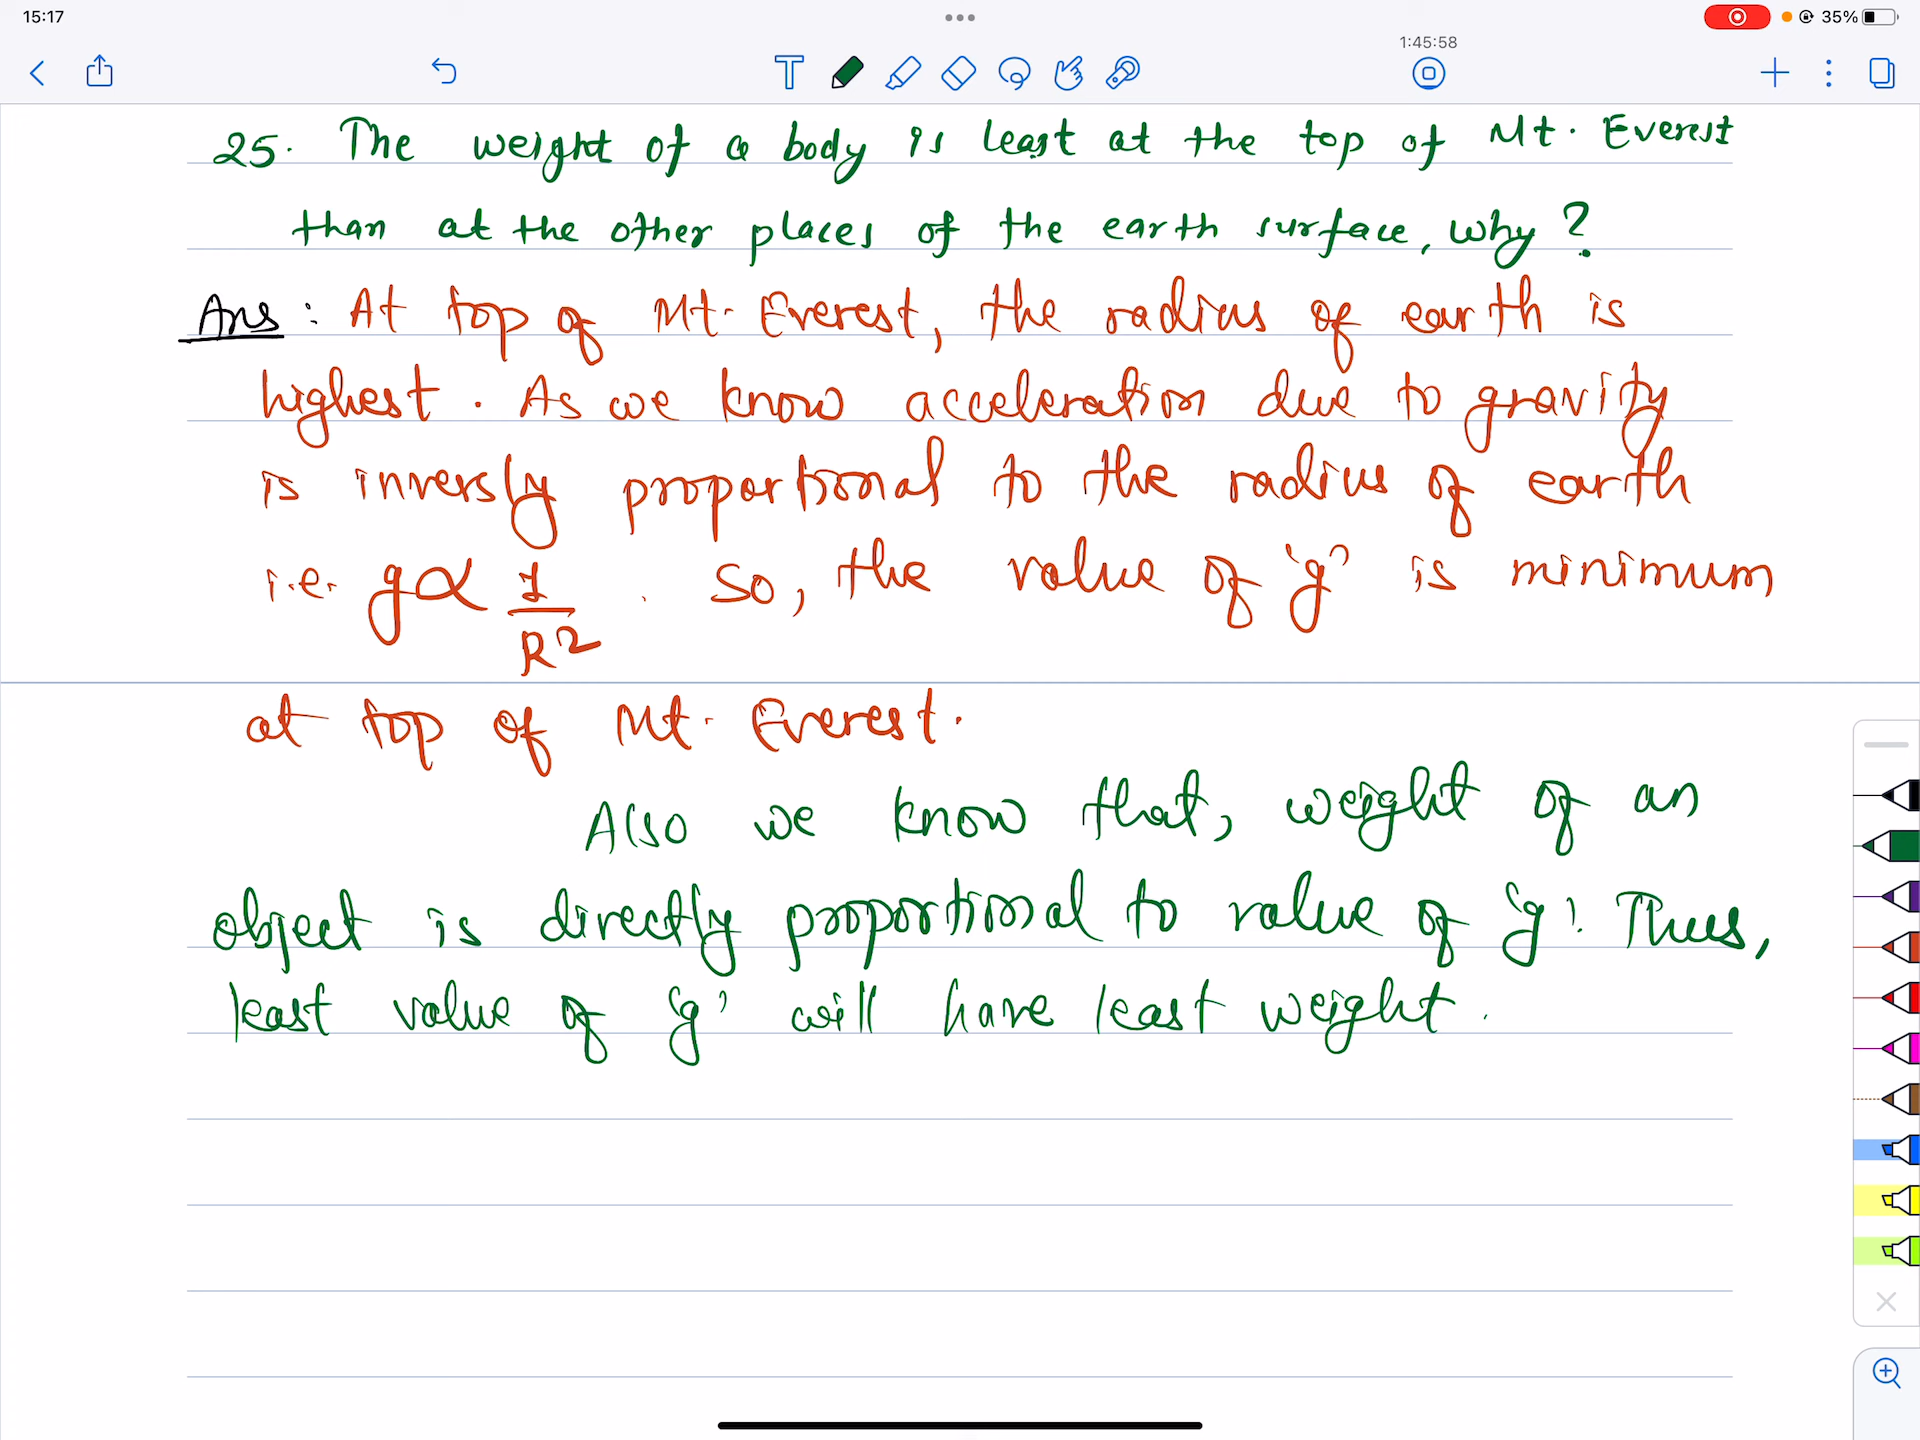 15:17
35%
1:45:58
25. The weight of a body is least at the top of Mt. Everest
than at the other places of the earth surface, why?
Ans: At top of Mt. Everest, the radius of earth is
highest. As we know acceleration due to gravity
is inversly proportional to the radius of earth
i.e. g∝ 1/R². So, the value of 'g' is minimum
at top of Mt. Everest.
Also we know that, weight of an
object is directly proportional to value of 'g'. Thus,
least value of 'g' will have least weight.